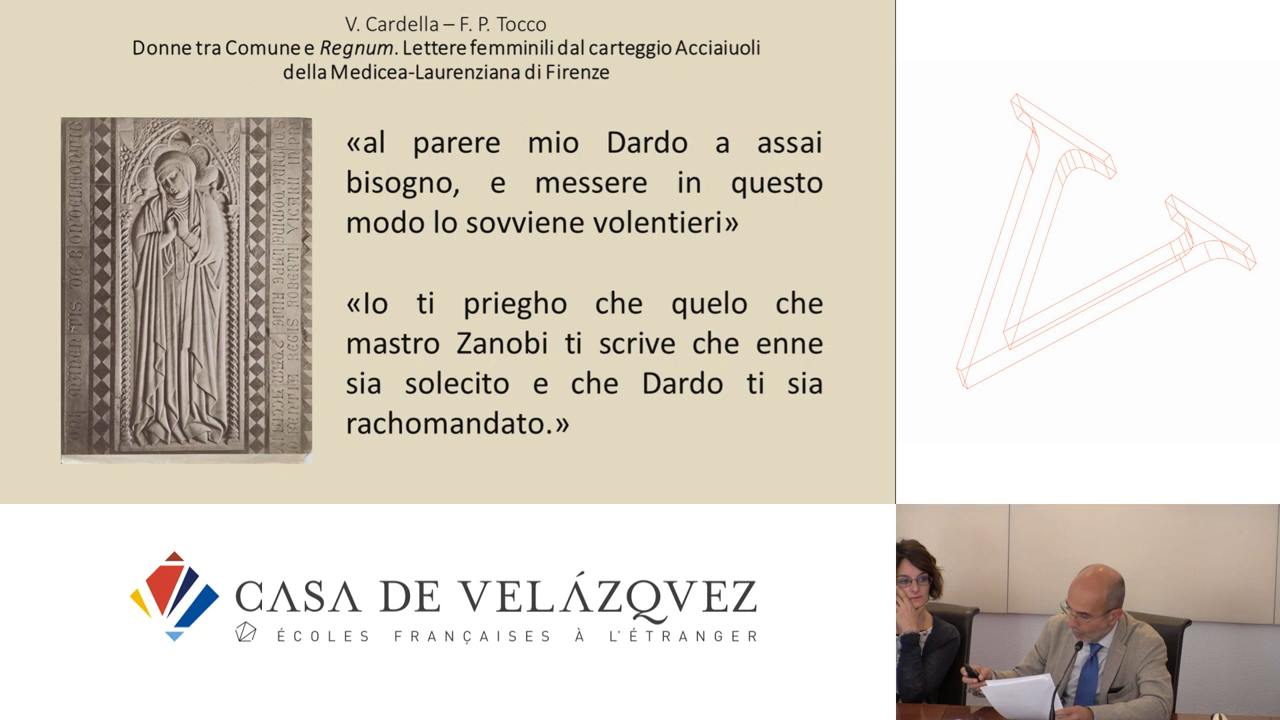 V. Cardella – F. P. Tocco
Donne tra Comune e Regnum. Lettere femminili dal carteggio Acciaiuoli
della Medicea-Laurenziana di Firenze
«al parere mio Dardo a assai
bisogno, e messere in questo
modo lo sovviene volentieri»
«Io ti priegho che quelo che
mastro Zanobi ti scrive che enne
sia solecito e che Dardo ti sia
rachomandato.»
CASA DE VELÁZQVEZ
ÉCOLES FRANÇAISES À L'ÉTRANGER